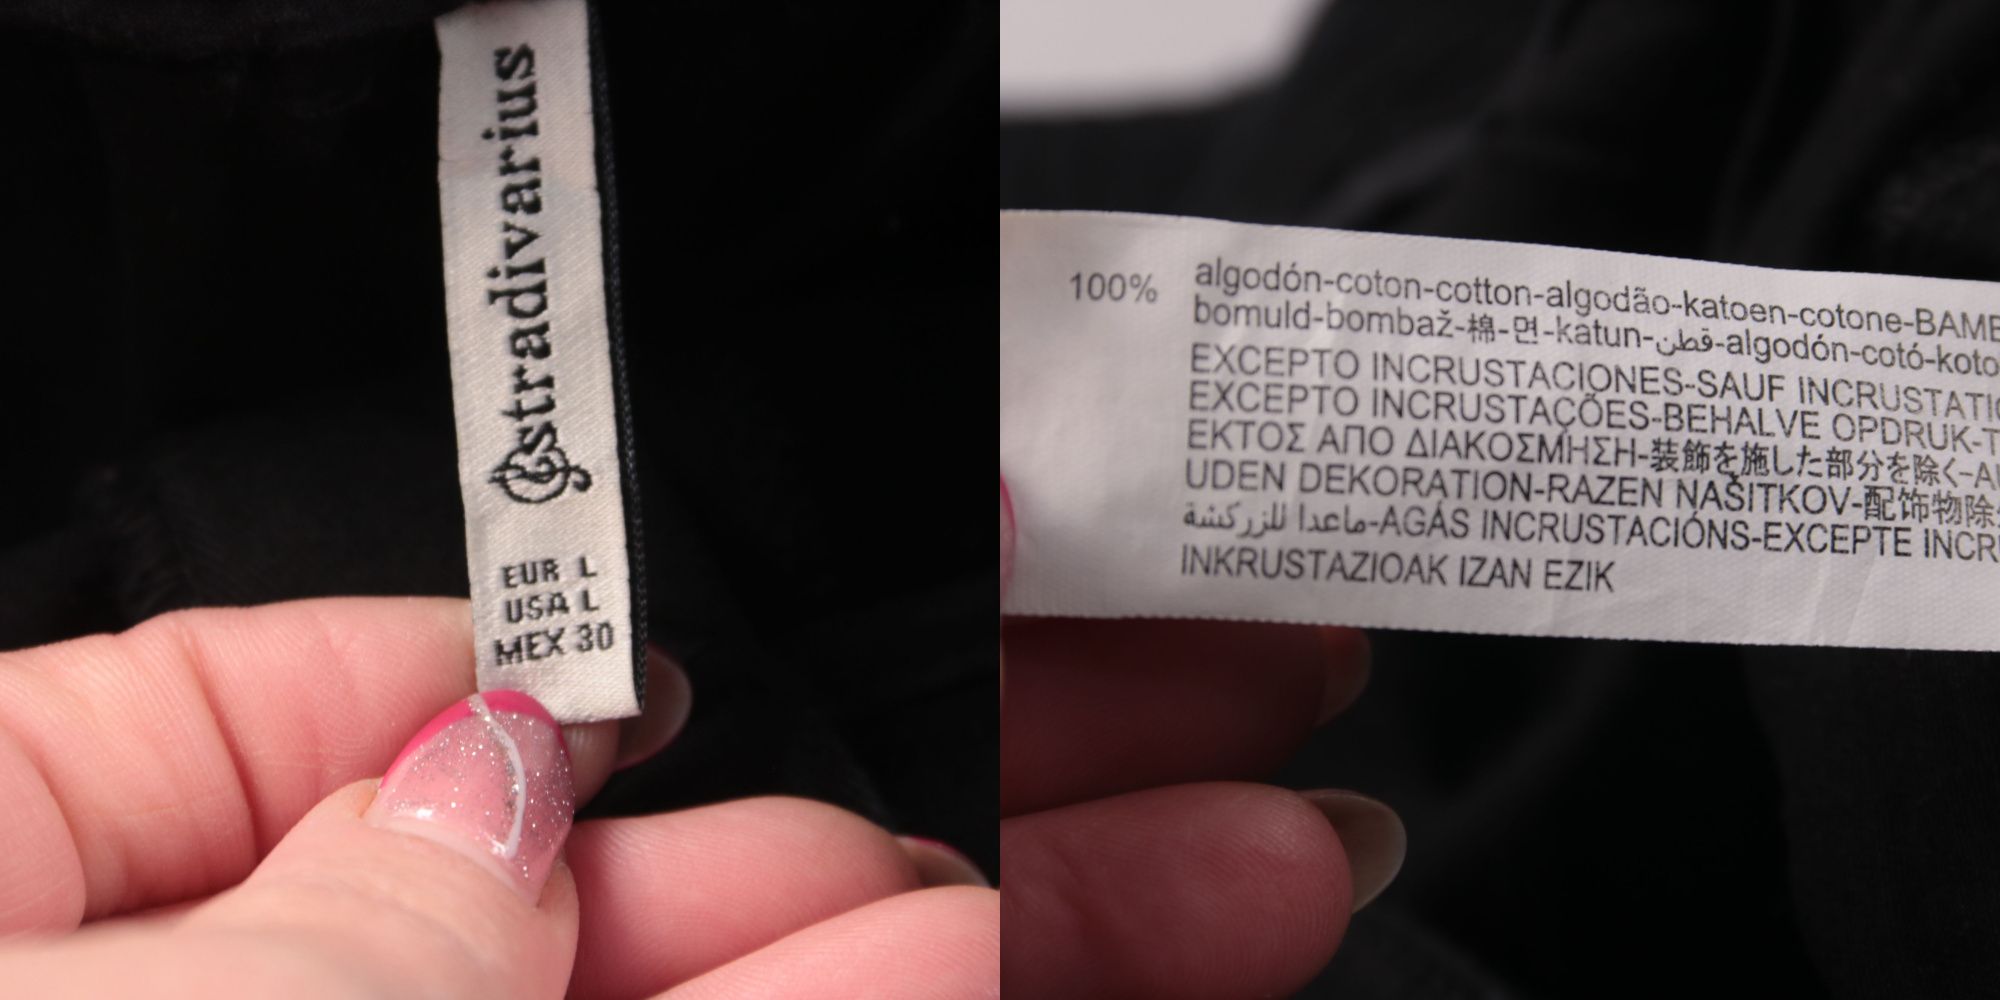 stradivarius
EUR L
USA L
MEX 30
100% algodón-coton-cotton-algodão-katoen-cotone-BAMB
bomuld-bombaž-棉-면-katun-قطن-algodón-cotó-koto
EXCEPTO INCRUSTACIONES-SAUF INCRUSTATIO
EXCEPTO INCRUSTAÇÕES-BEHALVE OPDRUK-T
ΕΚΤΟΣ ΑΠΟ ΔΙΑΚΟΣΜΗΣΗ-装飾を施した部分を除く-AU
UDEN DEKORATION-RAZEN NAŠITKOV-配饰物除
ماعدا للزركشة-AGÁS INCRUSTACIÓNS-EXCEPTE INCR
INKRUSTAZIOAK IZAN EZIK